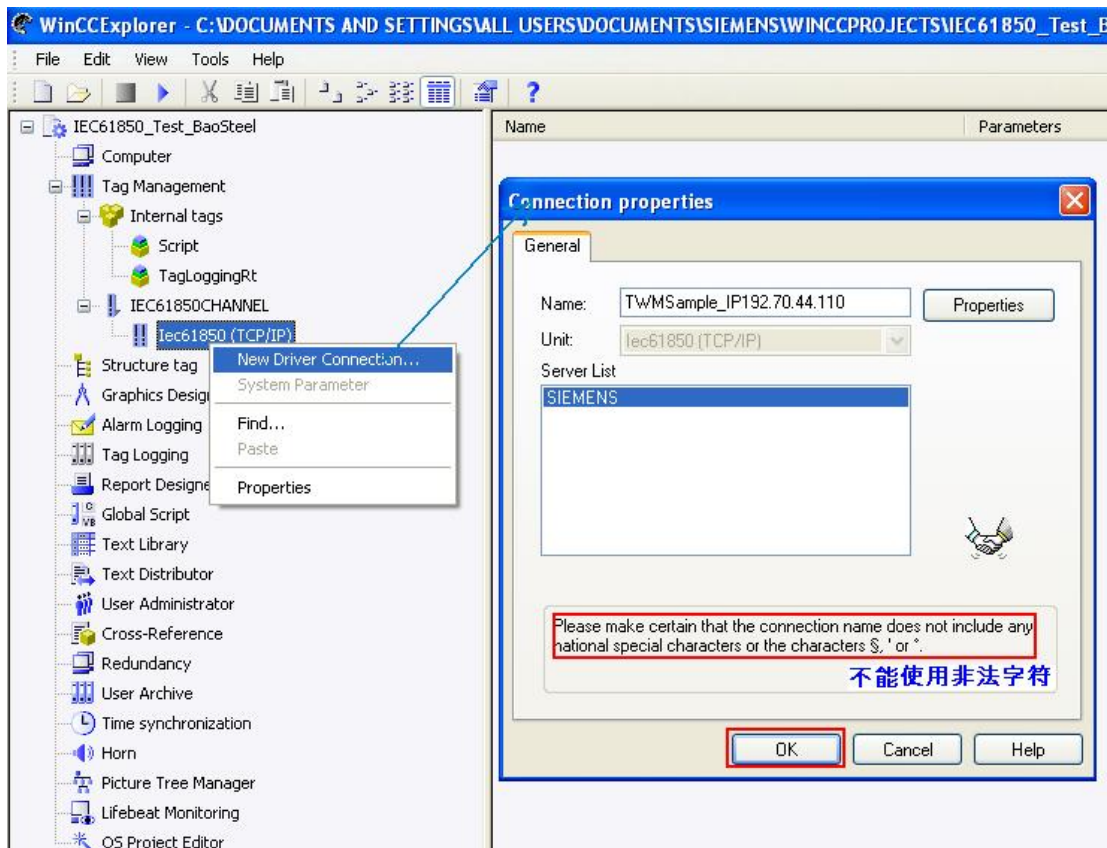 WinCCExplorer - C:\DOCUMENTS AND SETTINGS\ALL USERS\DOCUMENTS\SIEMENS\WINCCPROJECTS\IEC61850_Test_B
File Edit View Tools Help
IEC61850_Test_BaoSteel
Computer
Tag Management
Internal tags
Script
TagLoggingRt
IEC61850CHANNEL
Iec61850 (TCP/IP)
Structure tag
Graphics Desig
Alarm Logging
Tag Logging
Report Designe
Global Script
Text Library
Text Distributor
User Administrator
Cross-Reference
Redundancy
User Archive
Time synchronization
Horn
Picture Tree Manager
Lifebeat Monitoring
OS Project Editor
New Driver Connection...
System Parameter
Find...
Paste
Properties
Name Parameters
Connection properties
General
Name: TWMSample_IP192.70.44.110 Properties
Unit: Iec61850 (TCP/IP)
Server List
SIEMENS
Please make certain that the connection name does not include any
national special characters or the characters §, ' or ".
不能使用非法字符
OK Cancel Help